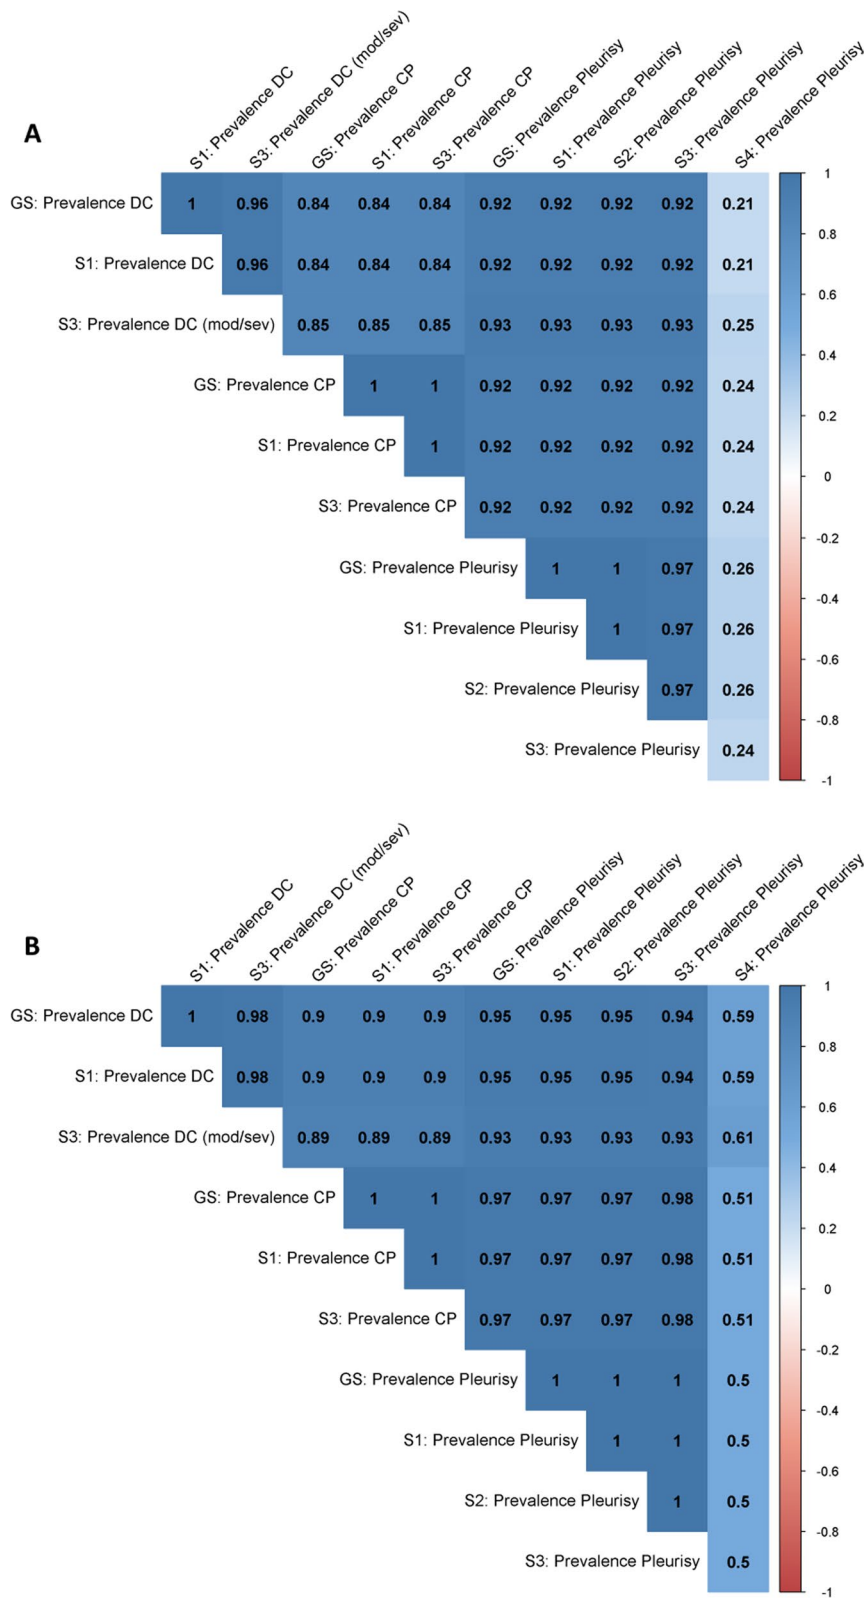 A
S1: Prevalence DC
S3: Prevalence DC (mod/sev)
GS: Prevalence CP
S1: Prevalence CP
S3: Prevalence CP
GS: Prevalence Pleurisy
S1: Prevalence Pleurisy
S2: Prevalence Pleurisy
S3: Prevalence Pleurisy
S4: Prevalence Pleurisy
GS: Prevalence DC 1 0.96 0.84 0.84 0.84 0.92 0.92 0.92 0.92 0.21
S1: Prevalence DC 0.96 0.84 0.84 0.84 0.92 0.92 0.92 0.92 0.21
S3: Prevalence DC (mod/sev) 0.85 0.85 0.85 0.93 0.93 0.93 0.93 0.25
GS: Prevalence CP 1 1 0.92 0.92 0.92 0.92 0.24
S1: Prevalence CP 1 0.92 0.92 0.92 0.92 0.24
S3: Prevalence CP 0.92 0.92 0.92 0.92 0.24
GS: Prevalence Pleurisy 1 1 0.97 0.26
S1: Prevalence Pleurisy 1 0.97 0.26
S2: Prevalence Pleurisy 0.97 0.26
S3: Prevalence Pleurisy 0.24
1
0.8
0.6
0.4
0.2
0
-0.2
-0.4
-0.6
-0.8
-1
B
S1: Prevalence DC
S3: Prevalence DC (mod/sev)
GS: Prevalence CP
S1: Prevalence CP
S3: Prevalence CP
GS: Prevalence Pleurisy
S1: Prevalence Pleurisy
S2: Prevalence Pleurisy
S3: Prevalence Pleurisy
S4: Prevalence Pleurisy
GS: Prevalence DC 1 0.98 0.9 0.9 0.9 0.95 0.95 0.95 0.94 0.59
S1: Prevalence DC 0.98 0.9 0.9 0.9 0.95 0.95 0.95 0.94 0.59
S3: Prevalence DC (mod/sev) 0.89 0.89 0.89 0.93 0.93 0.93 0.93 0.61
GS: Prevalence CP 1 1 0.97 0.97 0.97 0.98 0.51
S1: Prevalence CP 1 0.97 0.97 0.97 0.98 0.51
S3: Prevalence CP 0.97 0.97 0.97 0.98 0.51
GS: Prevalence Pleurisy 1 1 1 0.5
S1: Prevalence Pleurisy 1 1 0.5
S2: Prevalence Pleurisy 1 0.5
S3: Prevalence Pleurisy 0.5
1
0.8
0.6
0.4
0.2
0
-0.2
-0.4
-0.6
-0.8
-1